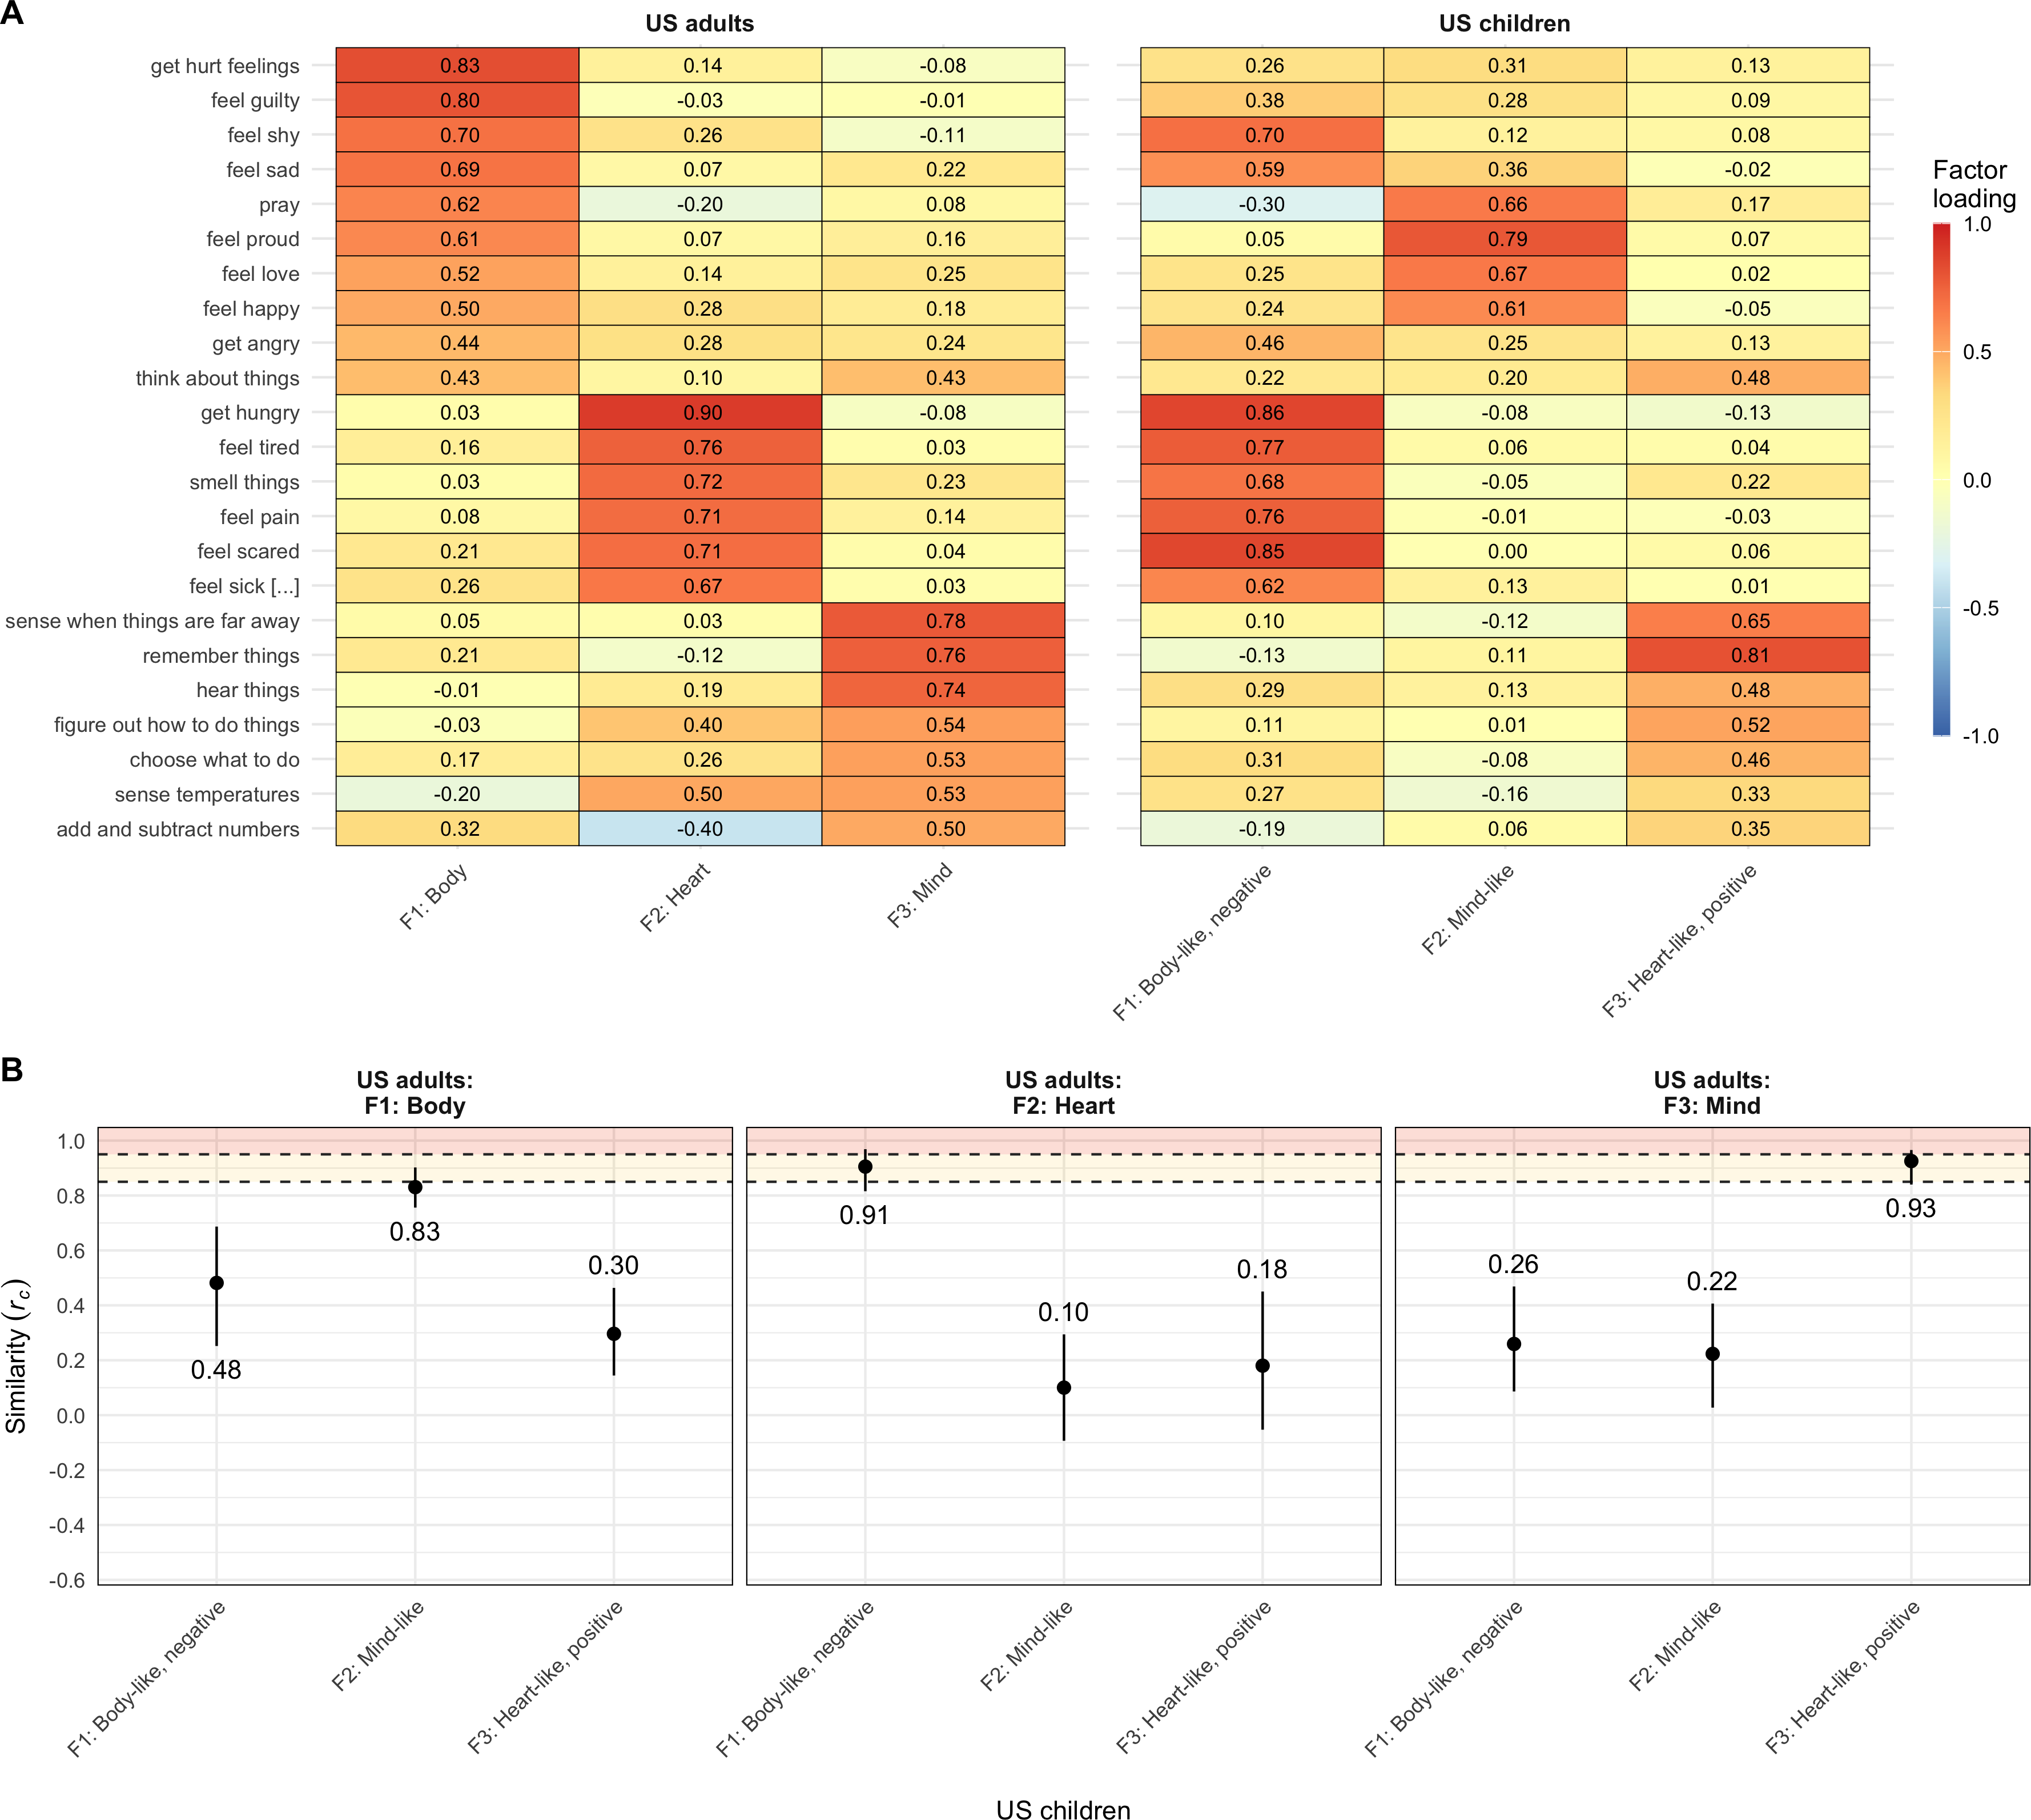 A
US adults
US children
get hurt feelings 0.83 0.14 -0.08 0.26 0.31 0.13
feel guilty 0.80 -0.03 -0.01 0.38 0.28 0.09
feel shy 0.70 0.26 -0.11 0.70 0.12 0.08
feel sad 0.69 0.07 0.22 0.59 0.36 -0.02
pray 0.62 -0.20 0.08 -0.30 0.66 0.17
feel proud 0.61 0.07 0.16 0.05 0.79 0.07
feel love 0.52 0.14 0.25 0.25 0.67 0.02
feel happy 0.50 0.28 0.18 0.24 0.61 -0.05
get angry 0.44 0.28 0.24 0.46 0.25 0.13
think about things 0.43 0.10 0.43 0.22 0.20 0.48
get hungry 0.03 0.90 -0.08 0.86 -0.08 -0.13
feel tired 0.16 0.76 0.03 0.77 0.06 0.04
smell things 0.03 0.72 0.23 0.68 -0.05 0.22
feel pain 0.08 0.71 0.14 0.76 -0.01 -0.03
feel scared 0.21 0.71 0.04 0.85 0.00 0.06
feel sick [...] 0.26 0.67 0.03 0.62 0.13 0.01
sense when things are far away 0.05 0.03 0.78 0.10 -0.12 0.65
remember things 0.21 -0.12 0.76 -0.13 0.11 0.81
hear things -0.01 0.19 0.74 0.29 0.13 0.48
figure out how to do things -0.03 0.40 0.54 0.11 0.01 0.52
choose what to do 0.17 0.26 0.53 0.31 -0.08 0.46
sense temperatures -0.20 0.50 0.53 0.27 -0.16 0.33
add and subtract numbers 0.32 -0.40 0.50 -0.19 0.06 0.35
F1: Body
F2: Heart
F3: Mind
F1: Body-like, negative
F2: Mind-like
F3: Heart-like, positive
Factor
loading
1.0
0.5
0.0
-0.5
-1.0
B
US adults:
F1: Body
US adults:
F2: Heart
US adults:
F3: Mind
Similarity (r_c)
1.0
0.8
0.6
0.4
0.2
0.0
-0.2
-0.4
-0.6
0.48
0.83
0.30
0.91
0.10
0.18
0.26
0.22
0.93
F1: Body-like, negative
F2: Mind-like
F3: Heart-like, positive
F1: Body-like, negative
F2: Mind-like
F3: Heart-like, positive
F1: Body-like, negative
F2: Mind-like
F3: Heart-like, positive
US children